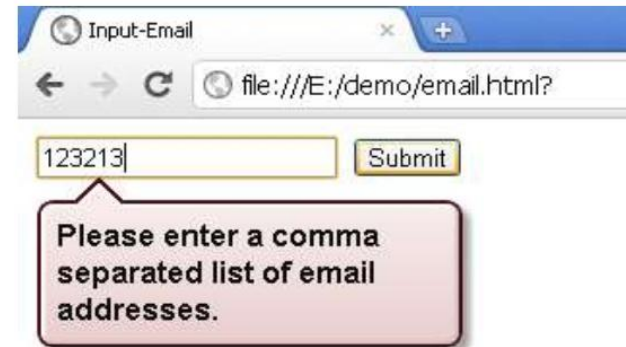 Input-Email
file:///E:/demo/email.html?
123213
Submit
Please enter a comma
separated list of email
addresses.